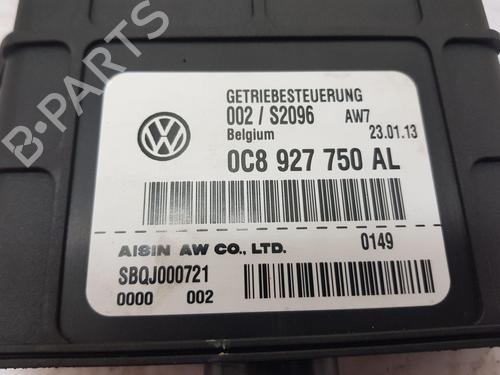 B-PARTS
GETRIEBESTEUERUNG
002 / S2096 AW7
Belgium 23.01.13
0C8 927 750 AL
AISIN AW CO., LTD. 0149
SBQJ000721
0000 002